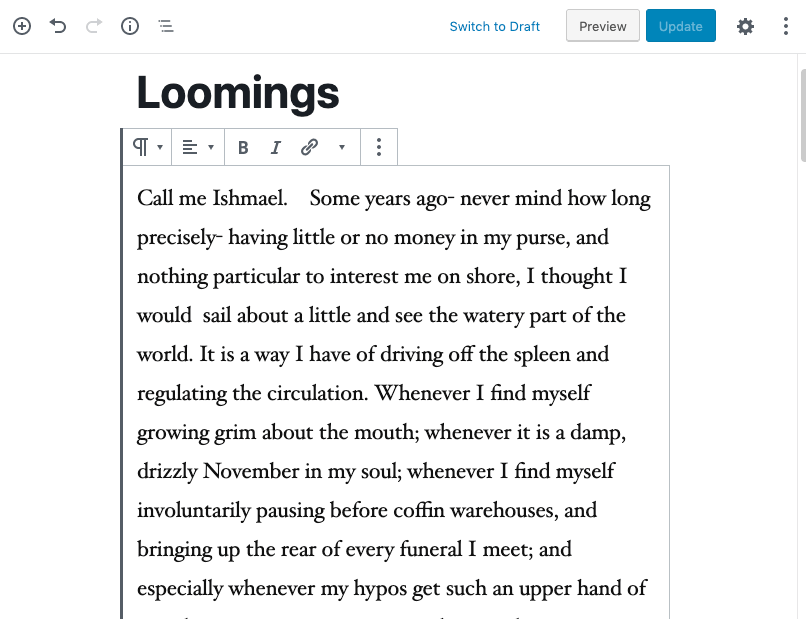 Switch to Draft Preview Update
Loomings
B I
Call me Ishmael.    Some years ago- never mind how long
precisely- having little or no money in my purse, and
nothing particular to interest me on shore, I thought I
would  sail about a little and see the watery part of the
world. It is a way I have of driving off the spleen and
regulating the circulation. Whenever I find myself
growing grim about the mouth; whenever it is a damp,
drizzly November in my soul; whenever I find myself
involuntarily pausing before coffin warehouses, and
bringing up the rear of every funeral I meet; and
especially whenever my hypos get such an upper hand of